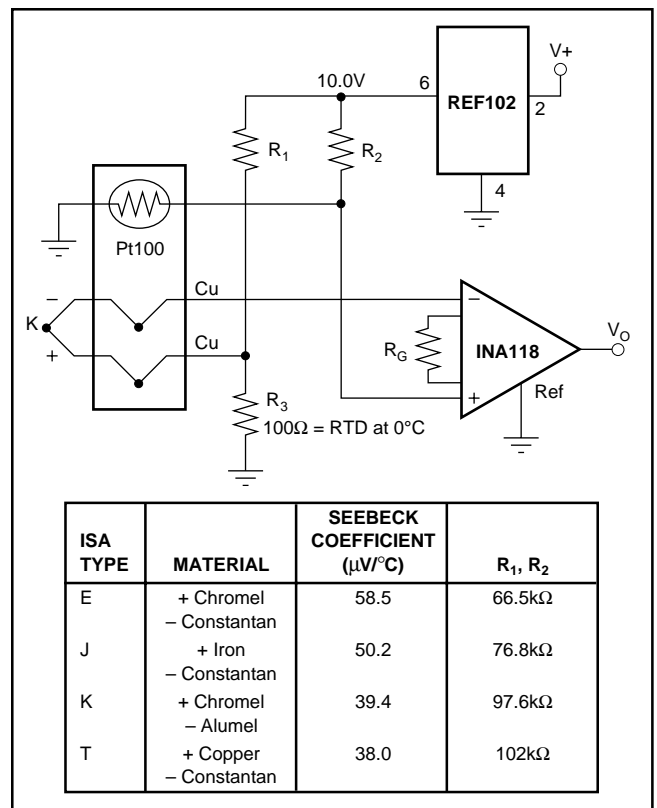 V+
10.0V
6
REF102
2
R1
R2
4
Pt100
Cu
−
K
Cu
+
−
RG
INA118
VO
+
Ref
R3
100Ω = RTD at 0°C
ISA TYPE
MATERIAL
SEEBECK COEFFICIENT (μV/°C)
R1, R2
E
+ Chromel
– Constantan
58.5
66.5kΩ
J
+ Iron
– Constantan
50.2
76.8kΩ
K
+ Chromel
– Alumel
39.4
97.6kΩ
T
+ Copper
– Constantan
38.0
102kΩ